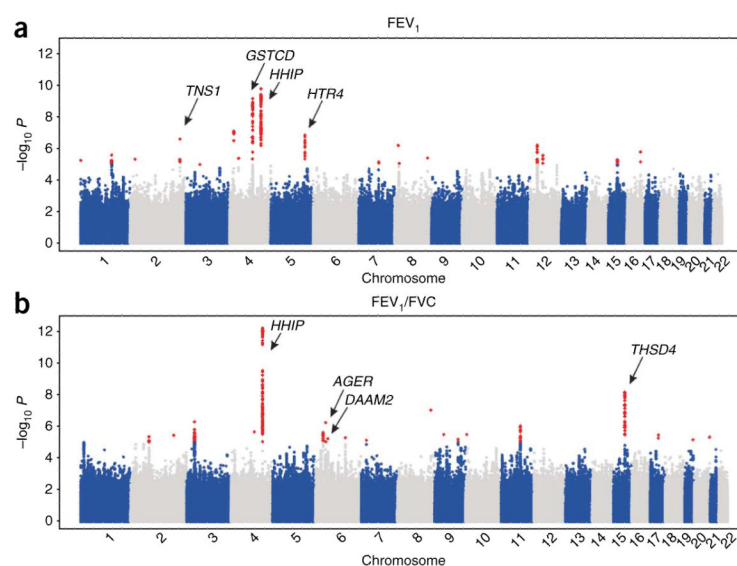 a
FEV1
12
10
8
6
4
2
0
−log10 P
TNS1
GSTCD
HHIP
HTR4
1 2 3 4 5 6 7 8 9 10 11 12 13 14 15 16 17 18 19 20 21 22
Chromosome
b
FEV1/FVC
12
10
8
6
4
2
0
−log10 P
HHIP
AGER
DAAM2
THSD4
1 2 3 4 5 6 7 8 9 10 11 12 13 14 15 16 17 18 19 20 21 22
Chromosome